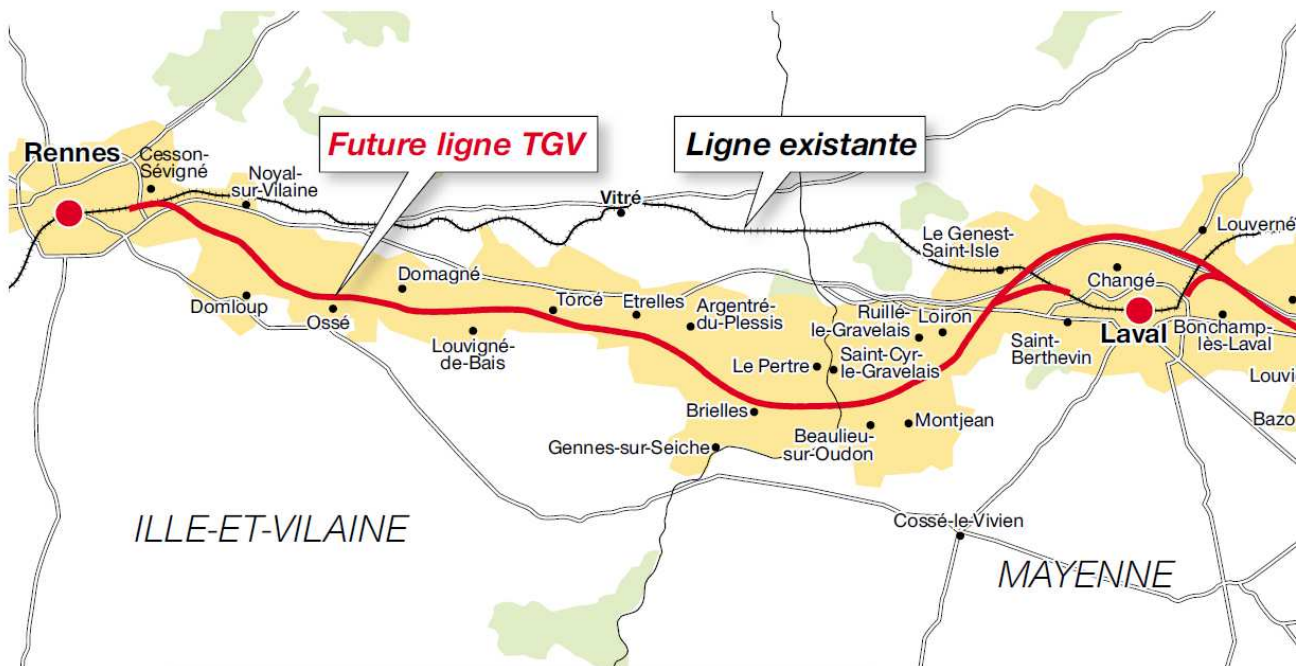 Rennes
Cesson-
Sévigné
Noyal-
sur-Vilaine
Future ligne TGV
Ligne existante
Vitré
Le Genest-
Saint-Isle
Louverné
Changé
Domagné
Domloup
Ossé
Torcé
Etrelles
Argentré-
du-Plessis
Ruillé-
le-Gravelais
Loiron
Saint-
Berthevin
Laval
Bonchamp-
lès-Laval
Louvigné-
de-Bais
Le Pertre
Saint-Cyr-
le-Gravelais
Louvig
Brielles
Beaulieu-
sur-Oudon
Montjean
Bazo
Gennes-sur-Seiche
ILLE-ET-VILAINE
Cossé-le-Vivien
MAYENNE